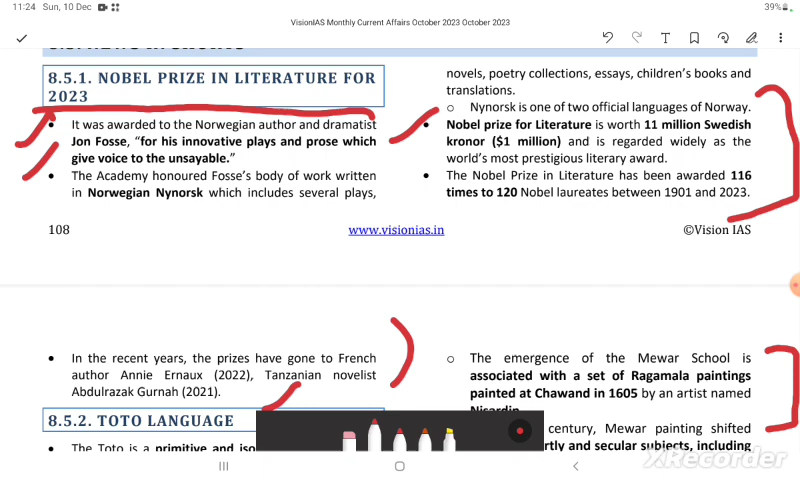 11:24 Sun, 10 Dec
39%
VisionIAS Monthly Current Affairs October 2023 October 2023
8.5.1. NOBEL PRIZE IN LITERATURE FOR
2023
It was awarded to the Norwegian author and dramatist
Jon Fosse, “for his innovative plays and prose which
give voice to the unsayable.”
The Academy honoured Fosse’s body of work written
in Norwegian Nynorsk which includes several plays,
novels, poetry collections, essays, children’s books and
translations.
Nynorsk is one of two official languages of Norway.
Nobel prize for Literature is worth 11 million Swedish
kronor ($1 million) and is regarded widely as the
world’s most prestigious literary award.
The Nobel Prize in Literature has been awarded 116
times to 120 Nobel laureates between 1901 and 2023.
108
www.visionias.in
©Vision IAS
In the recent years, the prizes have gone to French
author Annie Ernaux (2022), Tanzanian novelist
Abdulrazak Gurnah (2021).
8.5.2. TOTO LANGUAGE
The Toto is a primitive and iso
The emergence of the Mewar School is
associated with a set of Ragamala paintings
painted at Chawand in 1605 by an artist named
century, Mewar painting shifted
and secular subjects, including
XRecorder